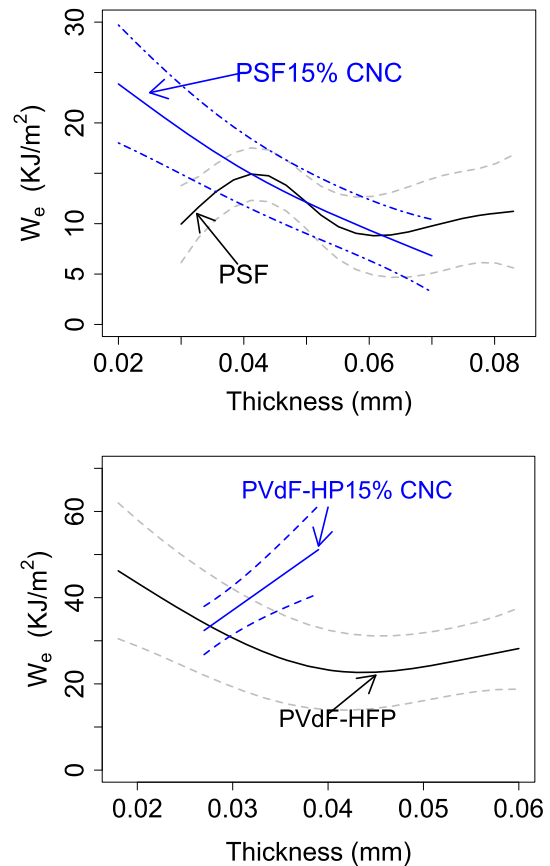 30
PSF15% CNC
20
We (KJ/m²)
10
PSF
5
0
0.02 0.04 0.06 0.08
Thickness (mm)
PVdF-HP15% CNC
60
40
We (KJ/m²)
20
PVdF-HFP
0
0.02 0.03 0.04 0.05 0.06
Thickness (mm)